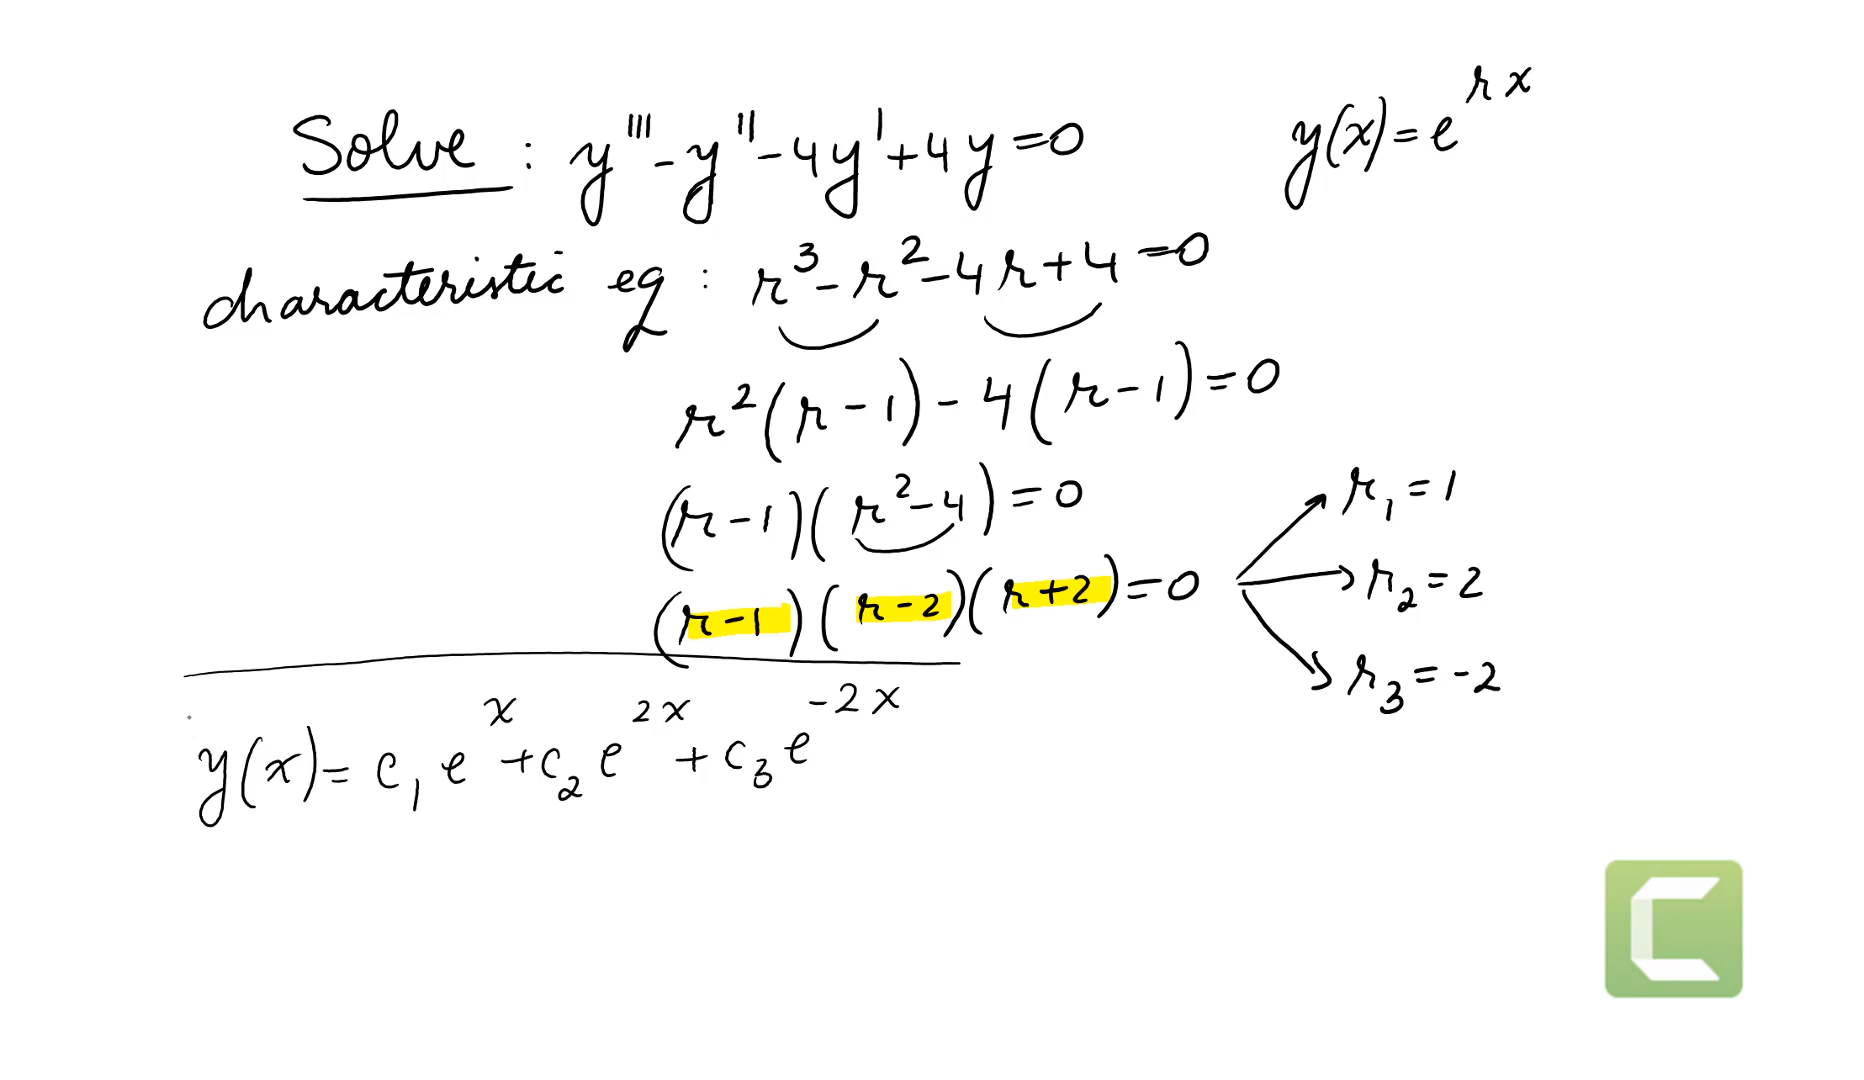 Solve : y''' - y'' - 4y' + 4y = 0
y(x) = e^{rx}
characteristic eq : r³ - r² - 4r + 4 = 0
r²(r - 1) - 4(r - 1) = 0
(r - 1)(r² - 4) = 0
(r - 1)(r - 2)(r + 2) = 0
r₁ = 1
r₂ = 2
r₃ = -2
y(x) = c₁e^{x} + c₂e^{2x} + c₃e^{-2x}